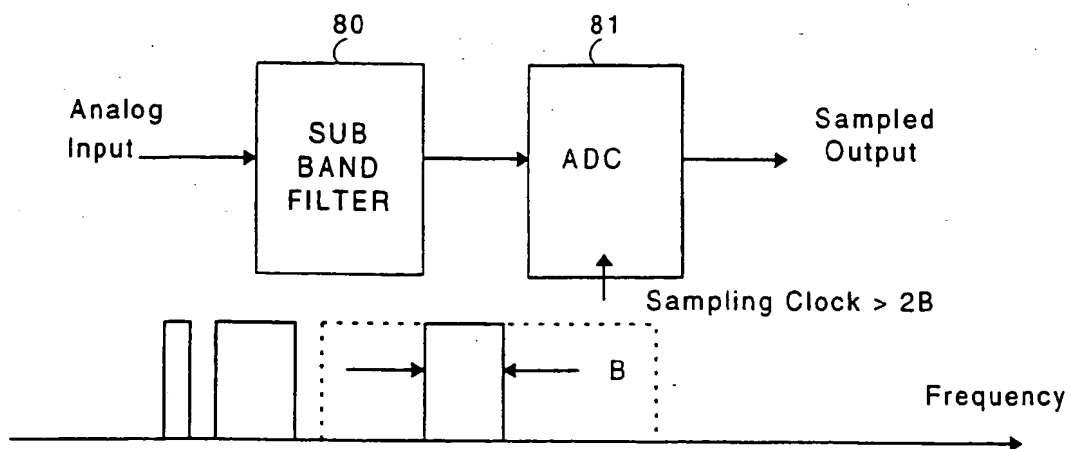 80
81
Analog
Input
SUB
BAND
FILTER
ADC
Sampled
Output
Sampling Clock > 2B
B
Frequency